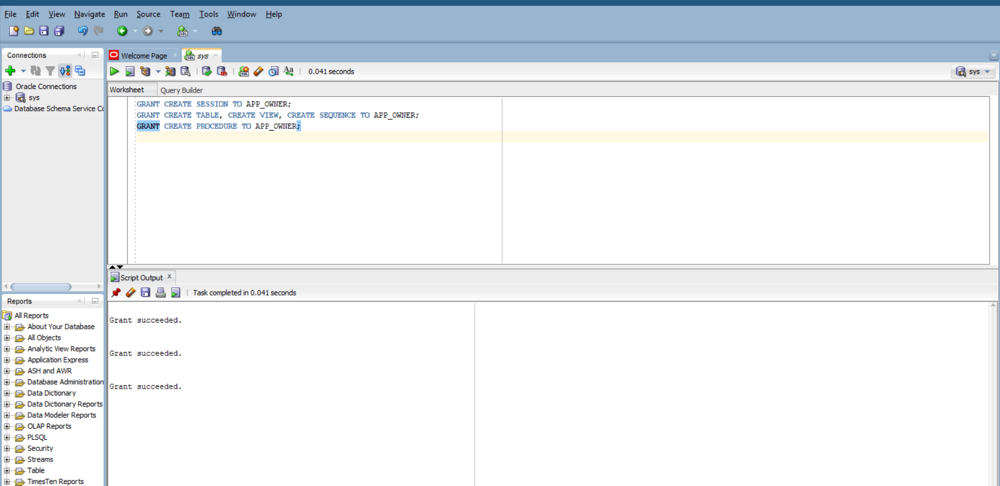 File Edit View Navigate Run Source Team Tools Window Help
Connections
Welcome Page
sys
0.041 seconds
sys
Oracle Connections
sys
Database Schema Service Co
Worksheet
Query Builder
GRANT CREATE SESSION TO APP_OWNER;
GRANT CREATE TABLE, CREATE VIEW, CREATE SEQUENCE TO APP_OWNER;
GRANT CREATE PROCEDURE TO APP_OWNER;
Script Output
Task completed in 0.041 seconds
Grant succeeded.
Grant succeeded.
Grant succeeded.
Reports
All Reports
About Your Database
All Objects
Analytic View Reports
Application Express
ASH and AWR
Database Administration
Data Dictionary
Data Dictionary Reports
Data Modeler Reports
OLAP Reports
PLSQL
Security
Streams
Table
TimesTen Reports